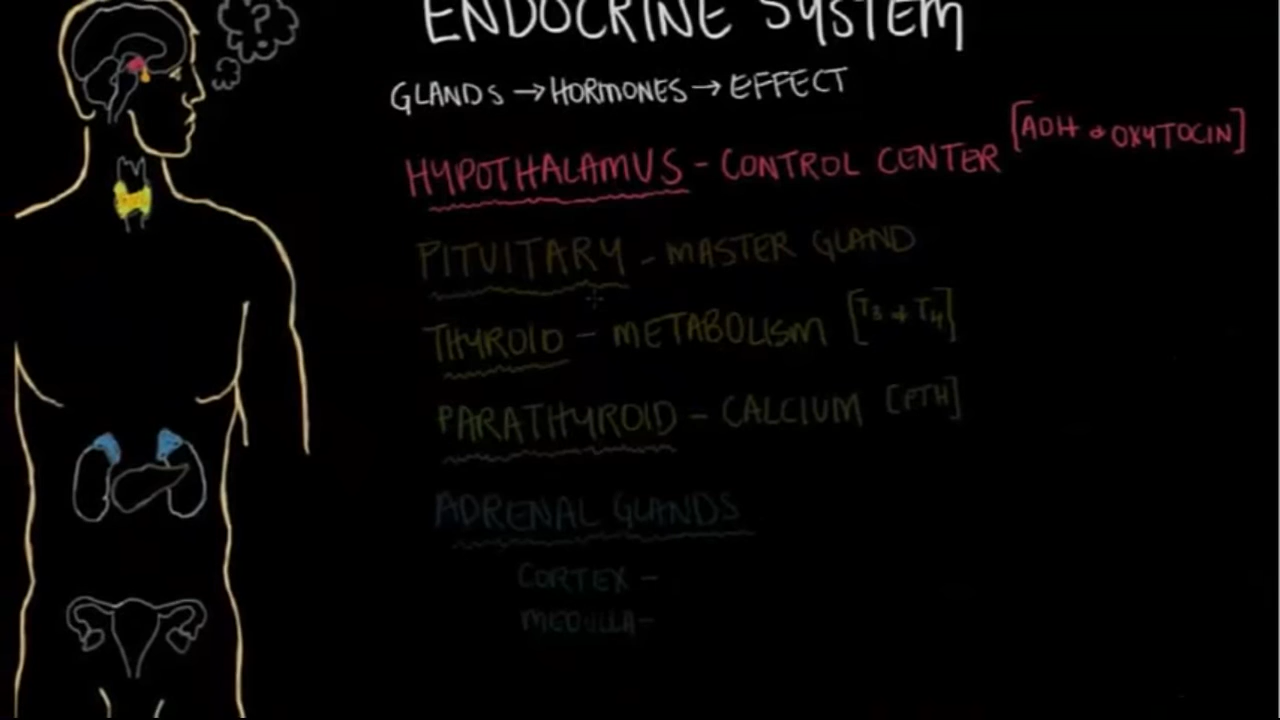 ?
ENDOCRINE SYSTEM
GLANDS → HORMONES → EFFECT
HYPOTHALAMUS - CONTROL CENTER [ADH & OXYTOCIN]
PITUITARY - MASTER GLAND
THYROID - METABOLISM [T3 & T4]
PARATHYROID - CALCIUM [PTH]
ADRENAL GLANDS
CORTEX -
MEDULLA-